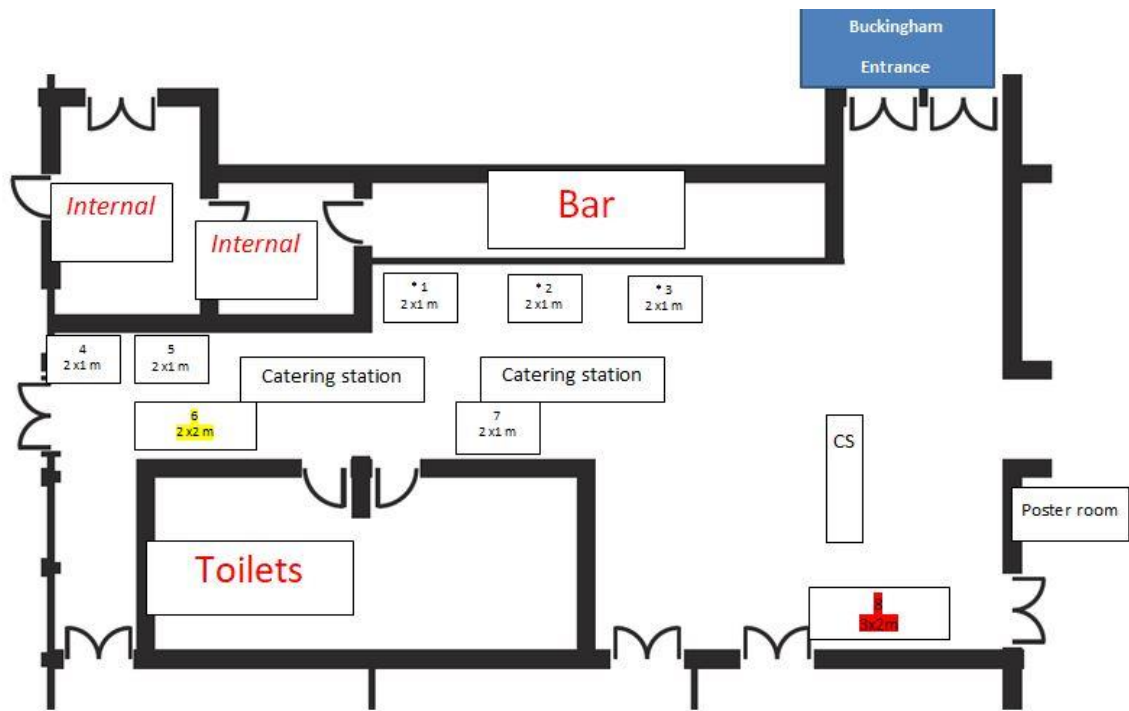 Buckingham
Entrance
Internal
Internal
Bar
* 1
2 x1 m
* 2
2 x1 m
* 3
2 x1 m
4
2 x1 m
5
2 x1 m
Catering station
Catering station
6
2 x2 m
7
2 x1 m
CS
Poster room
Toilets
8
3x2m